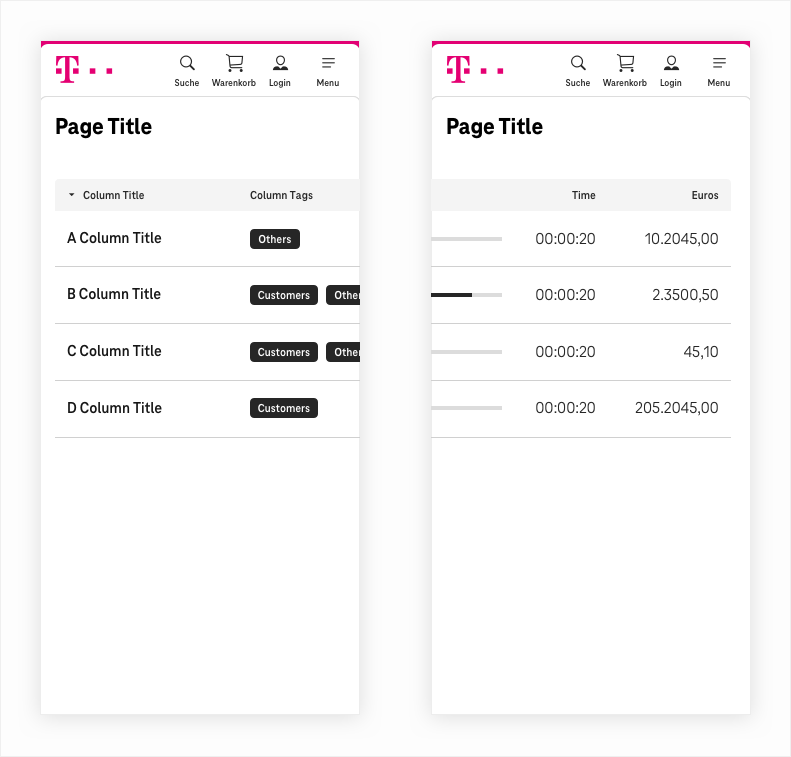 T
Suche Warenkorb Login Menu
Page Title
Column Title Column Tags
A Column Title Others
B Column Title Customers Other
C Column Title Customers Other
D Column Title Customers
T
Suche Warenkorb Login Menu
Page Title
Time Euros
00:00:20 10.2045,00
00:00:20 2.3500,50
00:00:20 45,10
00:00:20 205.2045,00